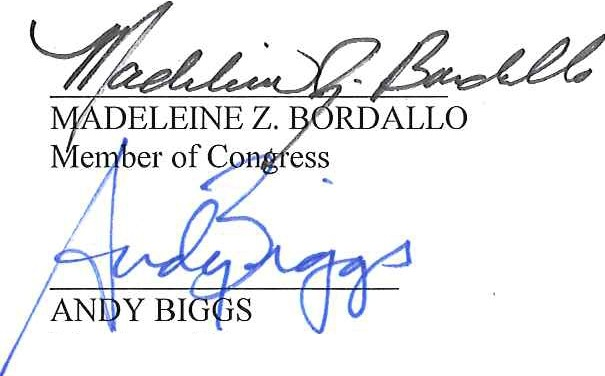 Madeleine Z. Bordallo
MADELEINE Z. BORDALLO
Member of Congress
Andy Biggs
ANDY BIGGS